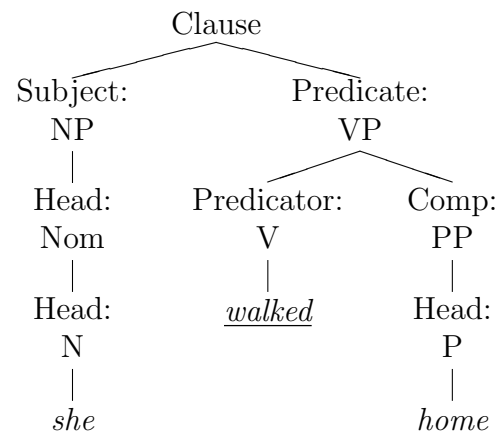 Clause
Subject: Predicate:
NP VP
Head: Predicator: Comp:
Nom V PP
Head: walked Head:
N P
she home